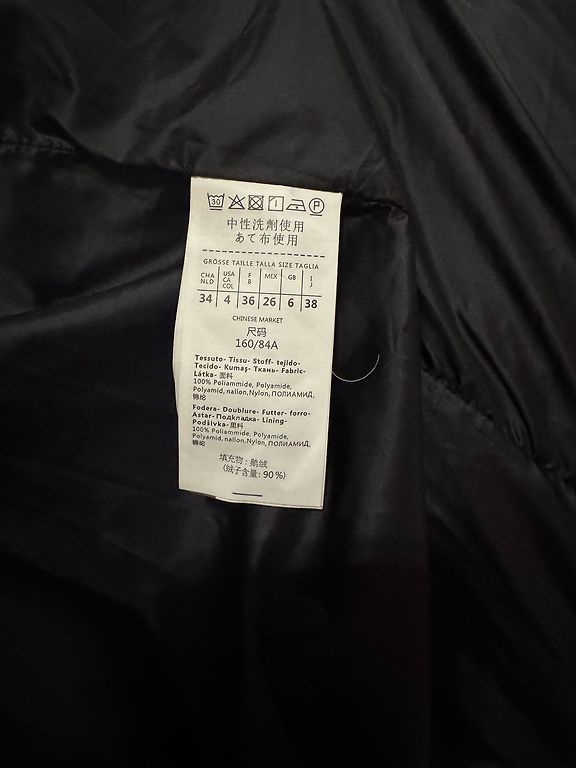 30 P
中性洗劑使用
あて布使用
GRÖSSE TAILLE TALLA SIZE TAGLIA
CHA NLD USA CA COL F B MEX GB I J
34 4 36 26 6 38
CHINESE MARKET
尺码
160/84A
Tessuto- Tissu- Stoff- tejido-
Tecido- Kumaş- Ткань- Fabric-
Látka- 面料
100% Poliammide, Polyamide,
Polyamid, nailon,Nylon, ПОЛИАМИД,
锦纶
Fodera- Doublure- Futter- forro-
Astar- Подкладка- Lining-
Podšívka- 里料
100% Poliammide, Polyamide,
Polyamid, nallon,Nylon, ПОЛИАМИД,
锦纶
填充物:鹅绒
(绒子含量:90%)